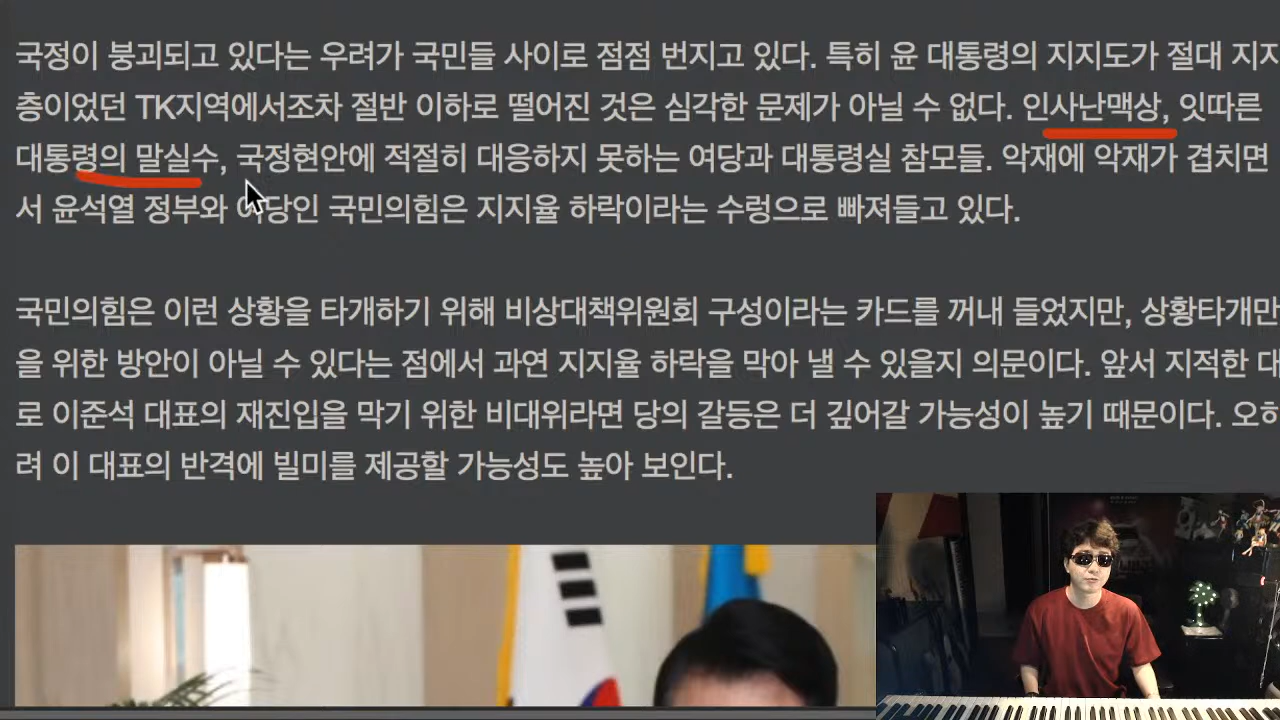 국정이 붕괴되고 있다는 우려가 국민들 사이로 점점 번지고 있다. 특히 윤 대통령의 지지도가 절대 지지
층이었던 TK지역에서조차 절반 이하로 떨어진 것은 심각한 문제가 아닐 수 없다. 인사난맥상, 잇따른
대통령의 말실수, 국정현안에 적절히 대응하지 못하는 여당과 대통령실 참모들. 악재에 악재가 겹치면
서 윤석열 정부와 여당인 국민의힘은 지지율 하락이라는 수렁으로 빠져들고 있다.
국민의힘은 이런 상황을 타개하기 위해 비상대책위원회 구성이라는 카드를 꺼내 들었지만, 상황타개만
을 위한 방안이 아닐 수 있다는 점에서 과연 지지율 하락을 막아 낼 수 있을지 의문이다. 앞서 지적한 대
로 이준석 대표의 재진입을 막기 위한 비대위라면 당의 갈등은 더 깊어갈 가능성이 높기 때문이다. 오히
려 이 대표의 반격에 빌미를 제공할 가능성도 높아 보인다.